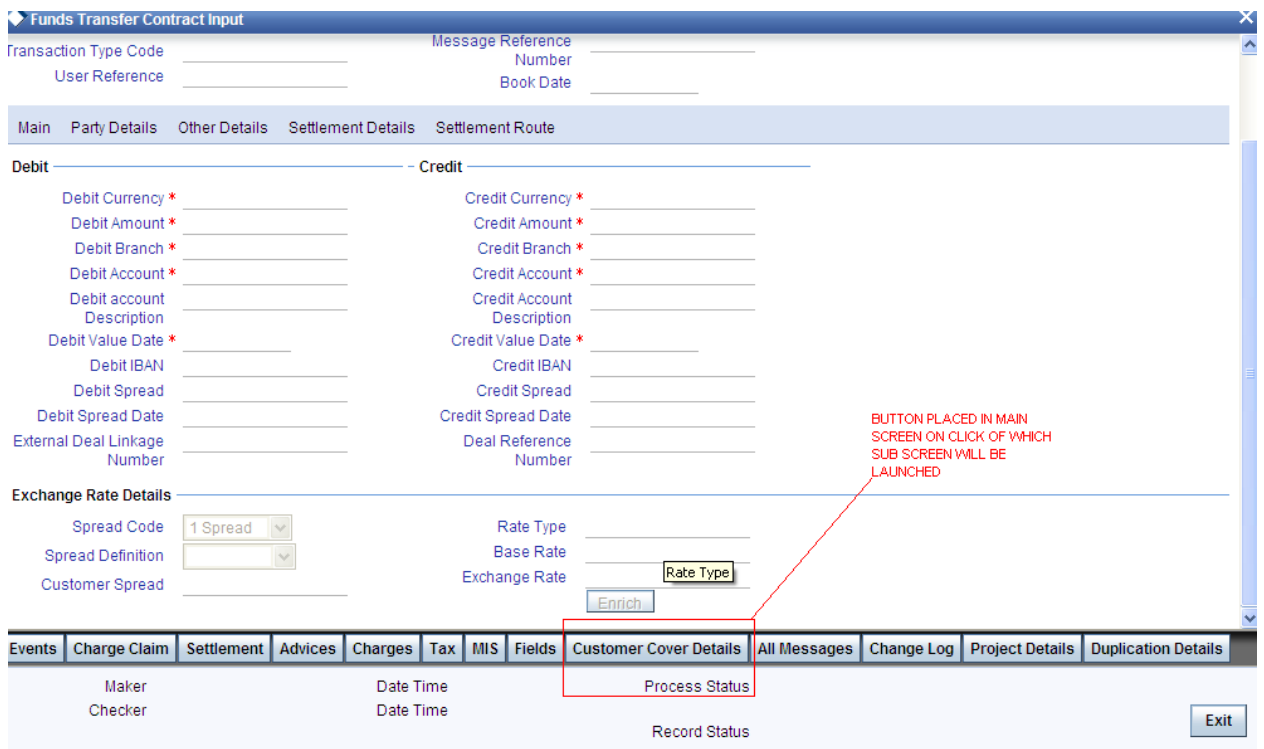 Funds Transfer Contract Input
Transaction Type Code
User Reference
Message Reference
Number
Book Date
Main Party Details Other Details Settlement Details Settlement Route
Debit
Debit Currency *
Debit Amount *
Debit Branch *
Debit Account *
Debit account
Description
Debit Value Date *
Debit IBAN
Debit Spread
Debit Spread Date
External Deal Linkage
Number
Credit
Credit Currency *
Credit Amount *
Credit Branch *
Credit Account *
Credit Account
Description
Credit Value Date *
Credit IBAN
Credit Spread
Credit Spread Date
Deal Reference
Number
BUTTON PLACED IN MAIN
SCREEN ON CLICK OF WHICH
SUB SCREEN WILL BE
LAUNCHED
Exchange Rate Details
Spread Code 1 Spread
Spread Definition
Customer Spread
Rate Type
Base Rate
Exchange Rate
Rate Type
Enrich
Events Charge Claim Settlement Advices Charges Tax MIS Fields Customer Cover Details All Messages Change Log Project Details Duplication Details
Maker Date Time Process Status
Checker Date Time
Record Status
Exit